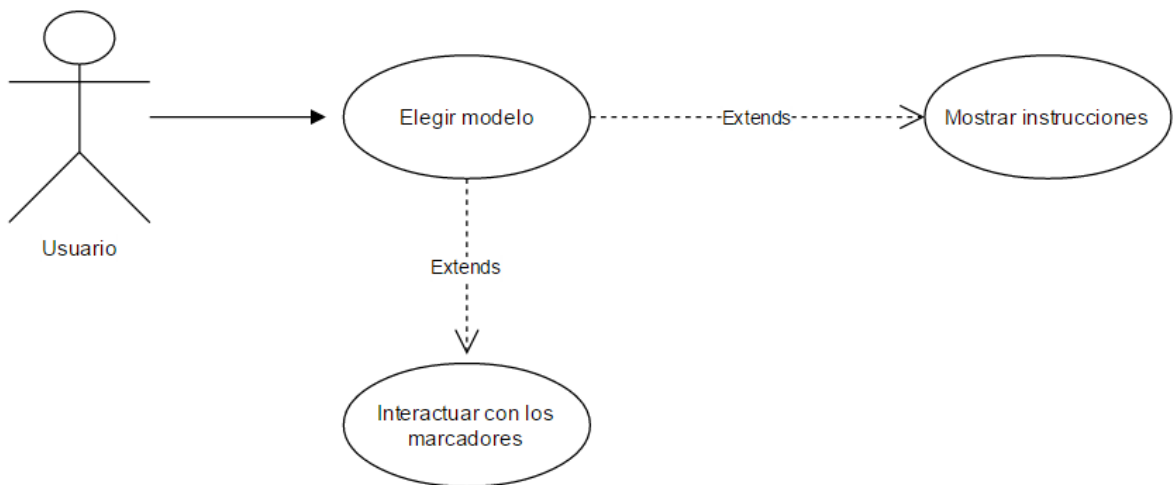 Elegir modelo
Extends
Mostrar instrucciones
Usuario
Extends
Interactuar con los
marcadores